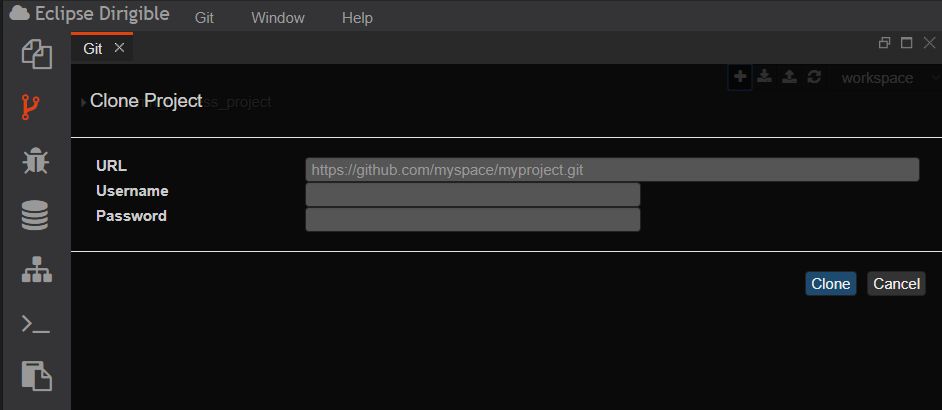 Eclipse Dirigible Git Window Help
Git
workspace
Clone Project
URL https://github.com/myspace/myproject.git
Username
Password
Clone Cancel